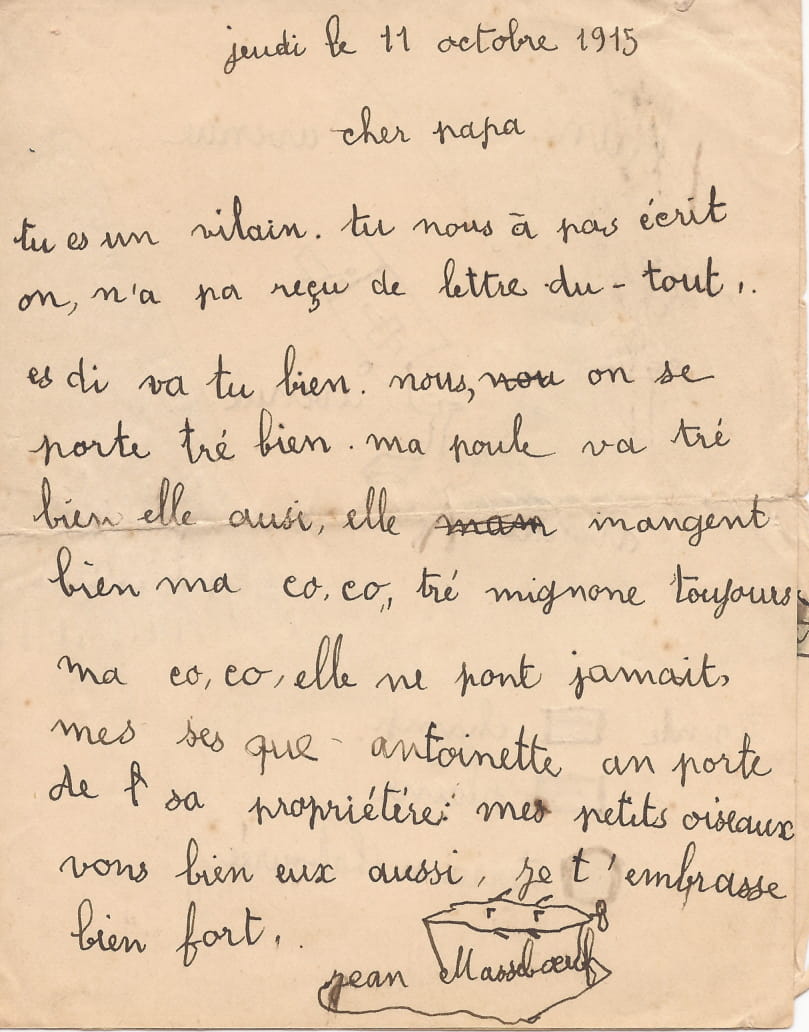 jeudi le 11 octobre 1915
cher papa
tu es un vilain. tu nous à pas écrit
on, n'a pa reçu de lettre du-tout,.
es di va tu bien. nous, nou on se
porte tré bien. ma poule va tré
bien elle ausi, elle mam mangent
bien ma co,co,, tré mignone toujours
ma co,co, elle ne pont jamait,
mes ses que - antoinette an porte
de l sa propriétére. mes petits oiseaux
vons bien eux aussi, je t'embrasse
bien fort,.
jean Massebœuf